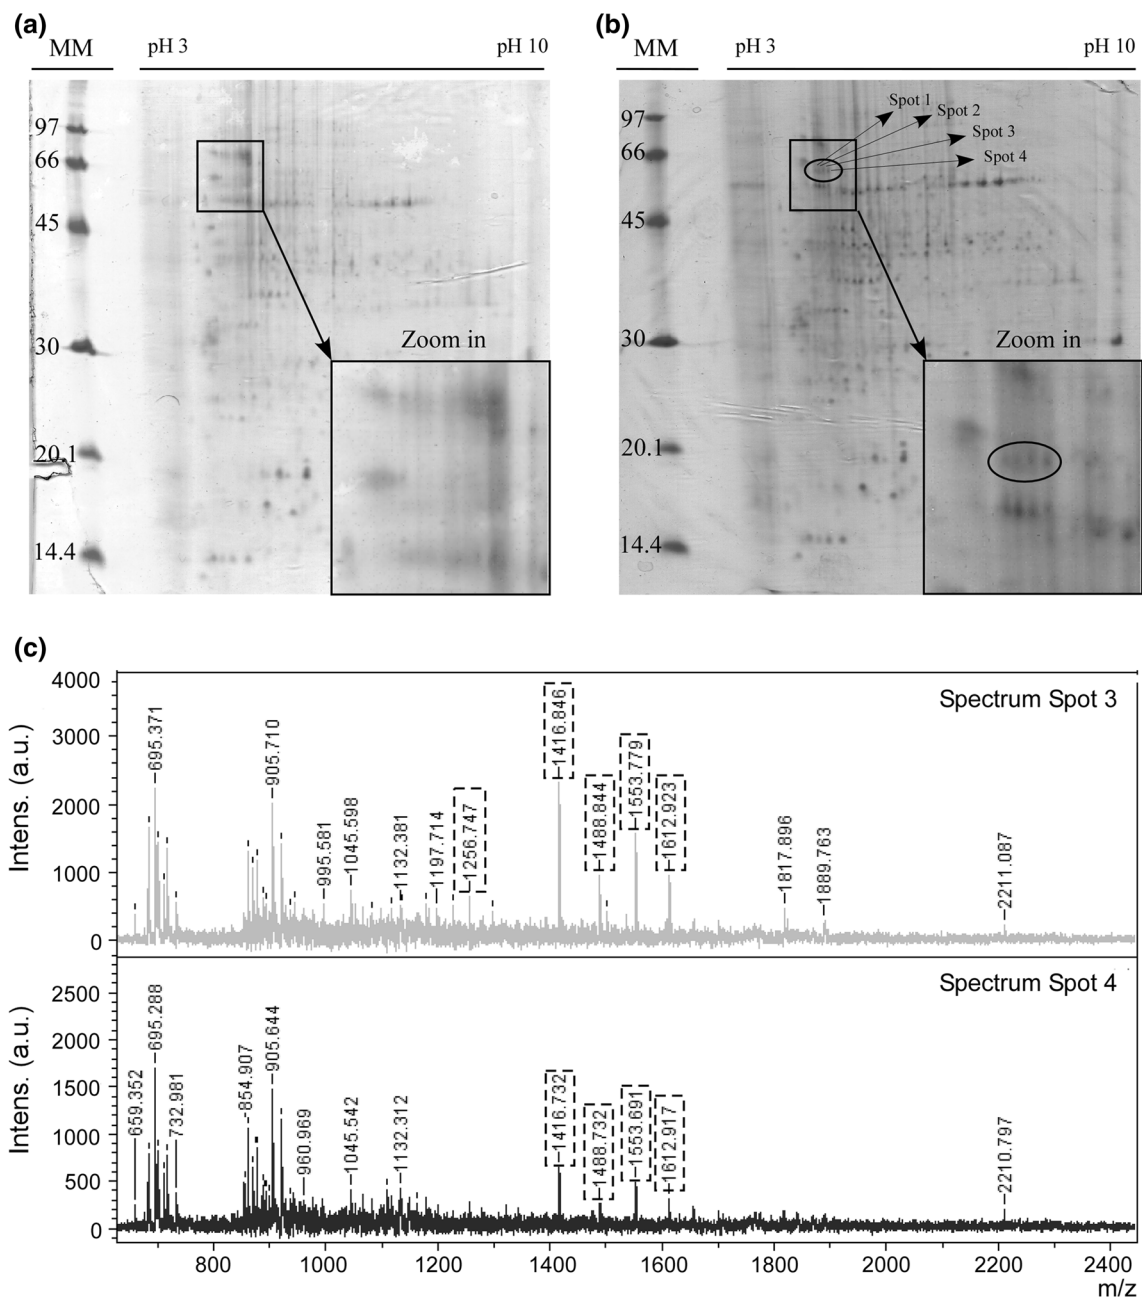 (a)
MM pH 3 pH 10
97
66
45
30
20.1
14.4
Zoom in
(b)
MM pH 3 pH 10
97
66
45
30
20.1
14.4
Spot 1
Spot 2
Spot 3
Spot 4
Zoom in
(c)
Spectrum Spot 3
Intens. (a.u.)
4000
3000
2000
1000
0
695.371
905.710
995.581
1045.598
1132.381
1197.714
1256.747
1416.846
1488.844
1553.779
1612.923
1817.896
1889.763
2211.087
Spectrum Spot 4
Intens. (a.u.)
2500
2000
1500
1000
500
0
659.352
695.288
732.981
854.907
905.644
960.969
1045.542
1132.312
1416.732
1488.732
1553.691
1612.917
2210.797
800 1000 1200 1400 1600 1800 2000 2200 2400
m/z